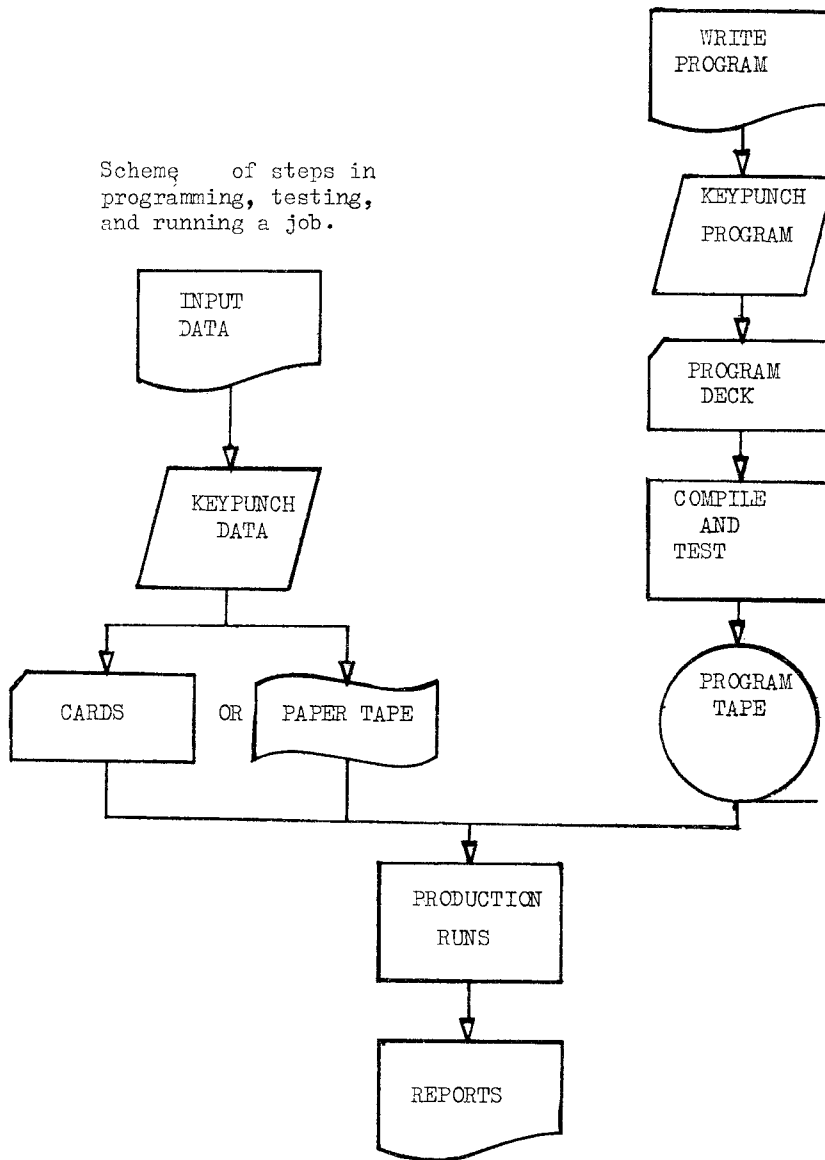 WRITE
PROGRAM
Scheme of steps in
programming, testing,
and running a job.
KEYPUNCH
PROGRAM
INPUT
DATA
PROGRAM
DECK
KEYPUNCH
DATA
COMPILE
AND
TEST
CARDS OR PAPER TAPE
PROGRAM
TAPE
PRODUCTION
RUNS
REPORTS